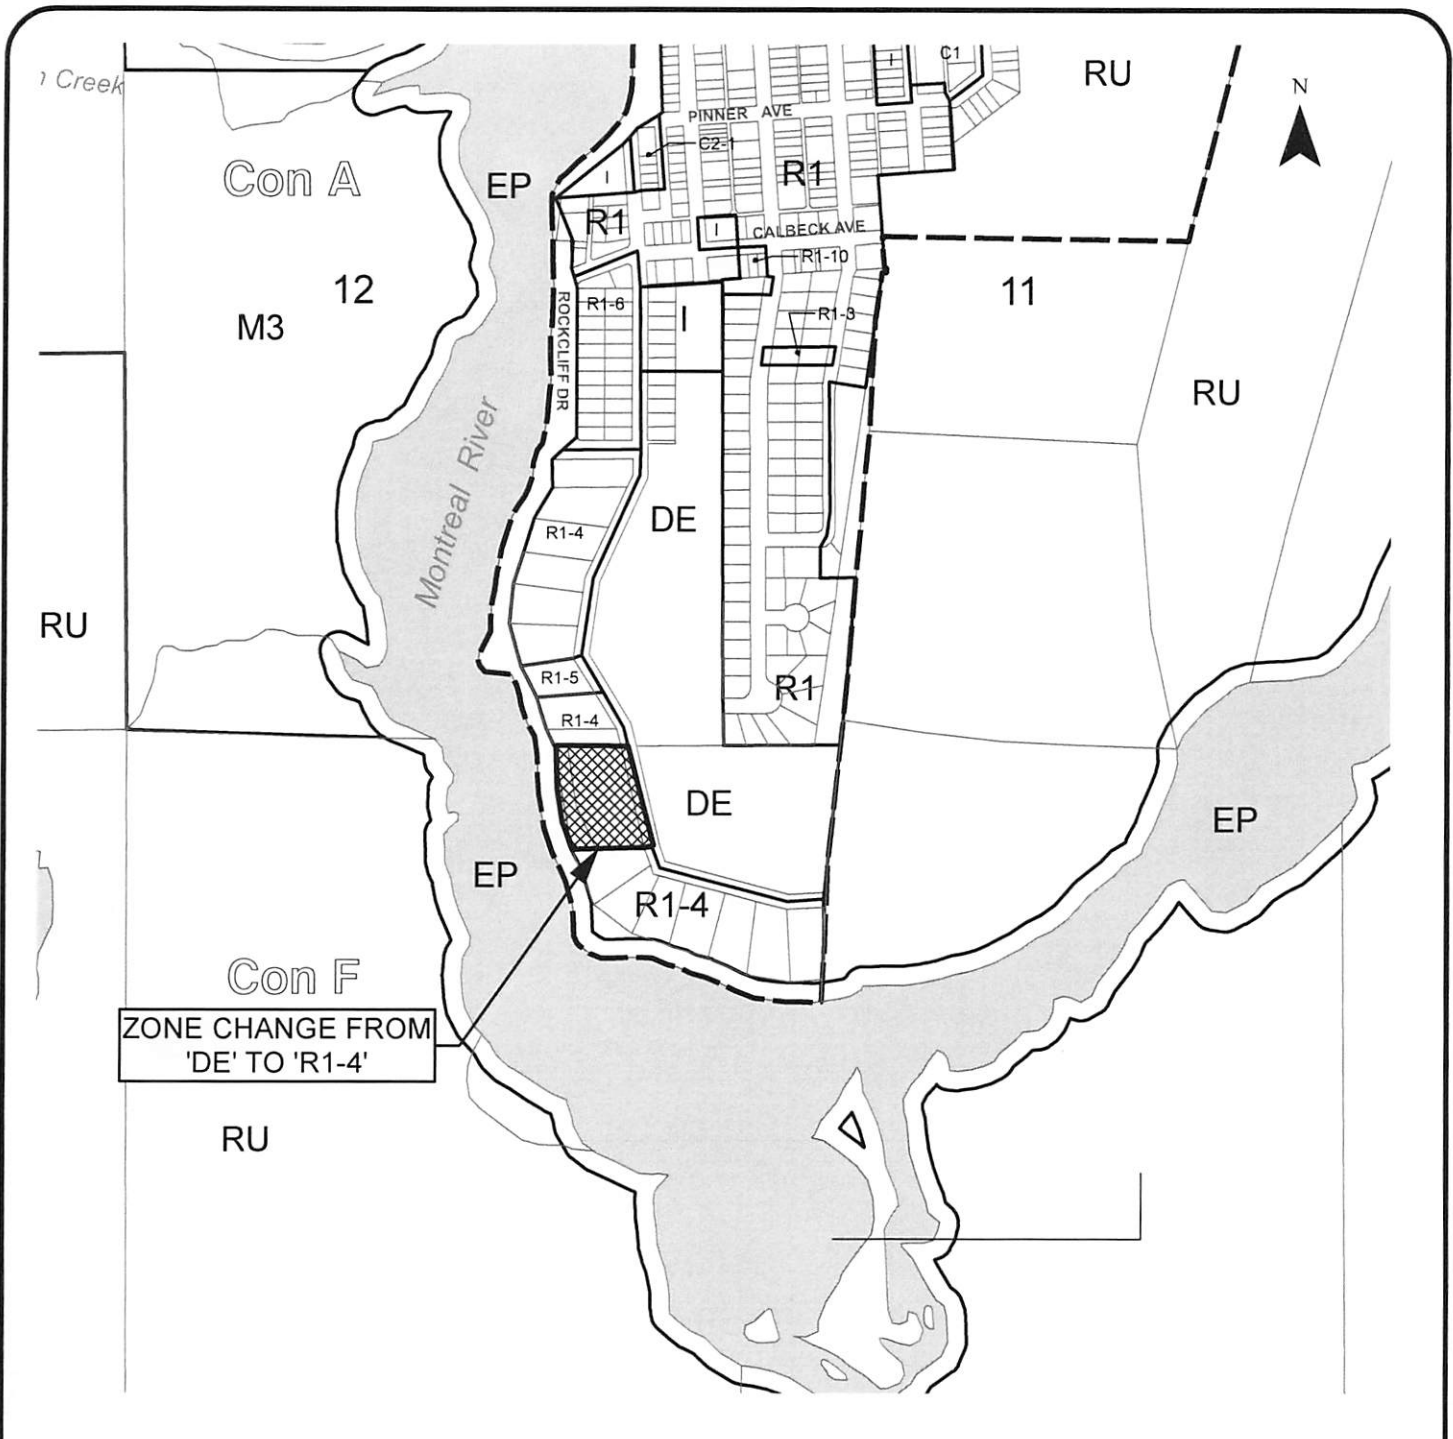 C1
I
RU
Creek
N
PINNER AVE
C2-1
Con A
EP
I
R1
R1
I
CALBECK AVE
R1-10
12
R1-6
11
M3
I
R1-3
ROCKCLIFF DR
RU
Montreal River
DE
R1-4
RU
R1-5
R1
R1-4
DE
EP
EP
R1-4
Con F
ZONE CHANGE FROM
'DE' TO 'R1-4'
RU